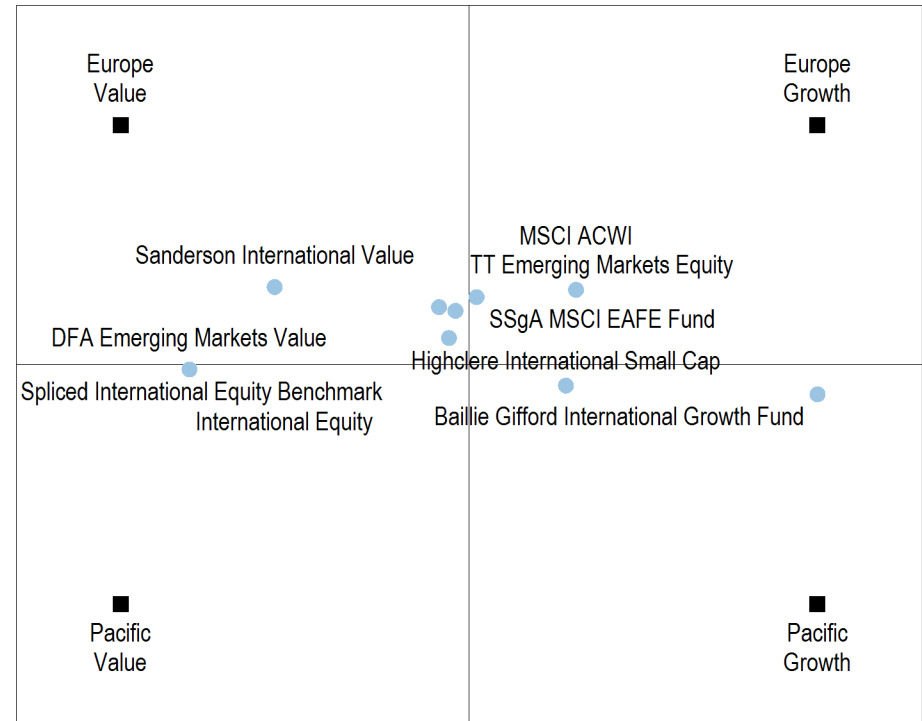 Europe
Value
Europe
Growth
MSCI ACWI
Sanderson International Value
TT Emerging Markets Equity
SSgA MSCI EAFE Fund
DFA Emerging Markets Value
Highclere International Small Cap
Spliced International Equity Benchmark
International Equity
Baillie Gifford International Growth Fund
Pacific
Value
Pacific
Growth